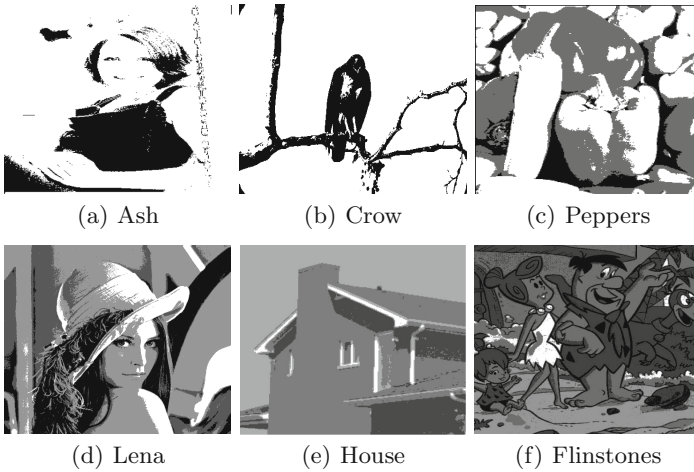 (a) Ash
(b) Crow
(c) Peppers
(d) Lena
(e) House
(f) Flinstones